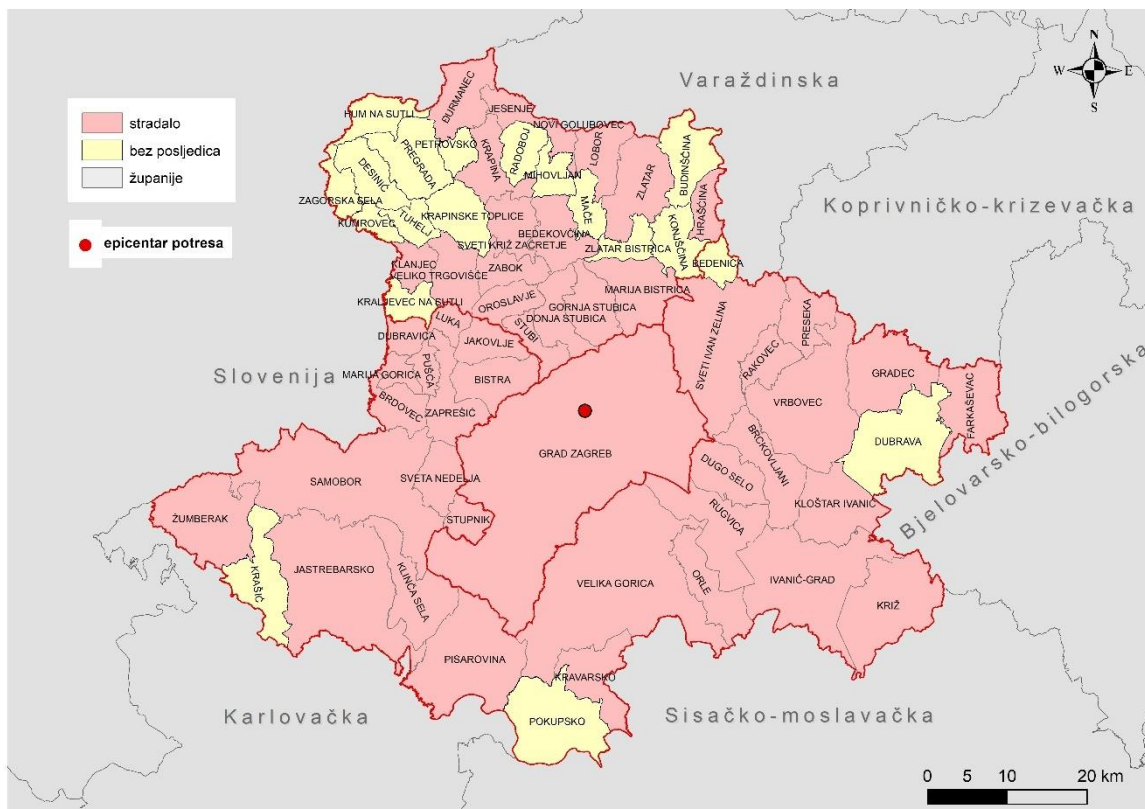 N
W E
S
Varaždinska
stradalo
bez posljedica
županije
epicentar potresa
ĐURMANEC
JESENJE
HUM NA SUTLI
NOVI GOLUBOVEC
PETROVSKO
KRAPINA
RADOBOJ
LOBOR
MIHOVLJAN
ZLATAR
BUDINŠĆINA
PREGRADA
DESINIĆ
ZAGORSKA SELA
MAČE
HRAŠĆINA
Koprivničko-krizevačka
KUMROVEC
TUHELJ
KRAPINSKE TOPLICE
BEDEKOVČINA
SVETI KRIŽ ZAČRETJE
ZLATAR BISTRICA
KONJŠČINA
BEDENICA
KLANJEC
VELIKO TRGOVIŠĆE
ZABOK
MARIJA BISTRICA
KRALJEVEC NA SUTLI
OROSLAVJE
GORNJA STUBICA
DONJA STUBICA
STUBI
LUKA
DUBRAVICA
JAKOVLJE
SVETI IVAN ZELINA
RAKOVEC
PRESEKA
Slovenija
MARIJA GORICA
PUŠĆA
BISTRA
GRADEC
FARKAŠEVAC
BRDOVEC
ZAPREŠIĆ
VRBOVEC
DUBRAVA
Bjelovarsko-bilogorska
GRAD ZAGREB
BRCKOVLJANI
SAMOBOR
SVETA NEDELJA
DUGO SELO
KLOŠTAR IVANIĆ
ŽUMBERAK
STUPNIK
RUGVICA
KRAŠIĆ
JASTREBARSKO
KLINČA SELA
VELIKA GORICA
ORLE
IVANIĆ-GRAD
KRIŽ
PISAROVINA
KRAVARSKO
Karlovačka
POKUPSKO
Sisačko-moslavačka
0 5 10 20 km